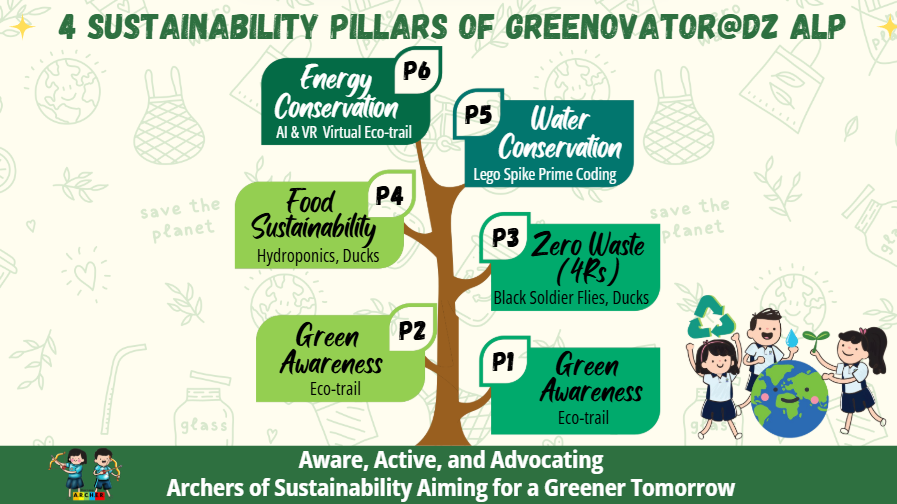 4 SUSTAINABILITY PILLARS OF GREENOVATOR@DZ ALP
P6
Energy
Conservation
AI & VR Virtual Eco-trail
P5
Water
Conservation
Lego Spike Prime Coding
P4
Food
Sustainability
Hydroponics, Ducks
P3
Zero Waste
(4Rs)
Black Soldier Flies, Ducks
P2
Green
Awareness
Eco-trail
P1
Green
Awareness
Eco-trail
save the
planet
save the
planet
glass
glass
ARCHER
Aware, Active, and Advocating
Archers of Sustainability Aiming for a Greener Tomorrow